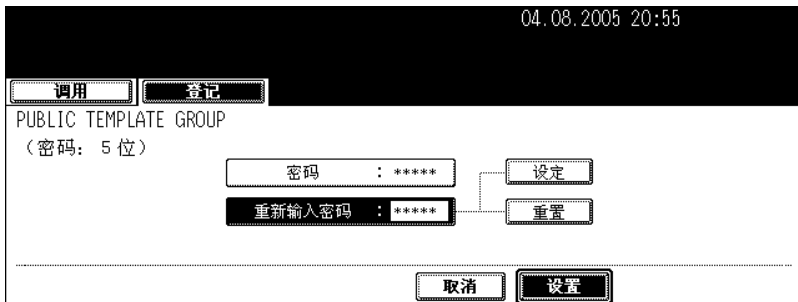 04.08.2005 20:55
调用 登记
PUBLIC TEMPLATE GROUP
（密码： 5 位）
密码 : ***** 设定
重新输入密码 : ***** 重置
取消 设置